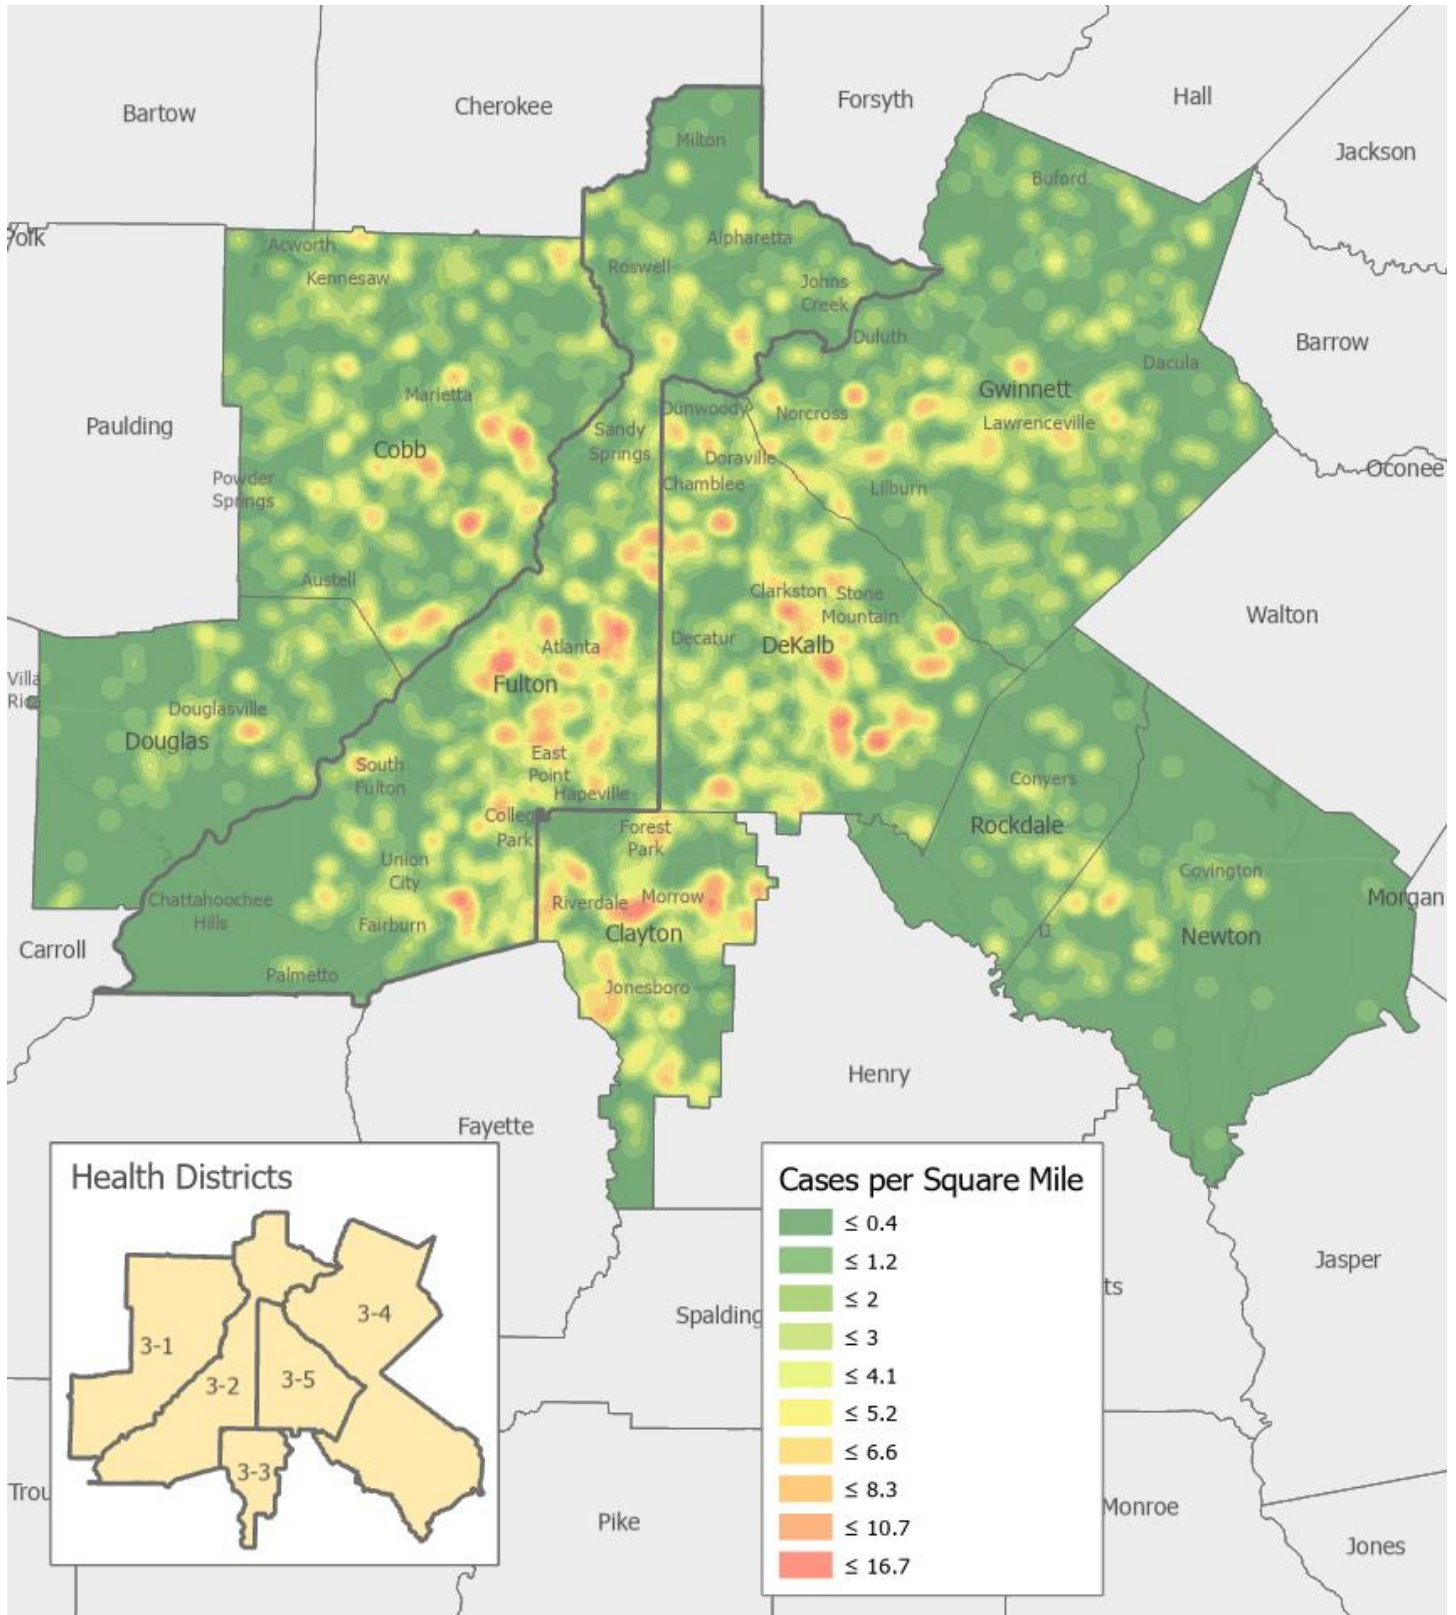 Bartow
Cherokee
Forsyth
Hall
Jackson
Milton
Buford
Acworth
Alpharetta
Kennesaw
Roswell
Johns
Creek
Duluth
Barrow
Dacula
Marietta
Gwinnett
Paulding
Dunwoody
Norcross
Lawrenceville
Cobb
Sandy
Springs
Doraville
Oconee
Powder
Springs
Chamblee
Lilburn
Austell
Clarkston
Stone
Mountain
Walton
Atlanta
Decatur
DeKalb
Villa
Fulton
Douglasville
Douglas
East
Point
South
Fulton
Conyers
Hapeville
College
Park
Forest
Park
Rockdale
Union
City
Covington
Chattahoochee
Hills
Riverdale
Morrow
Morgan
Fairburn
Clayton
Newton
Carroll
Palmetto
Jonesboro
Henry
Fayette
Jasper
ts
Spalding
Trou
Pike
Monroe
Jones
Health Districts
3-1
3-2
3-3
3-4
3-5
Cases per Square Mile
≤ 0.4
≤ 1.2
≤ 2
≤ 3
≤ 4.1
≤ 5.2
≤ 6.6
≤ 8.3
≤ 10.7
≤ 16.7